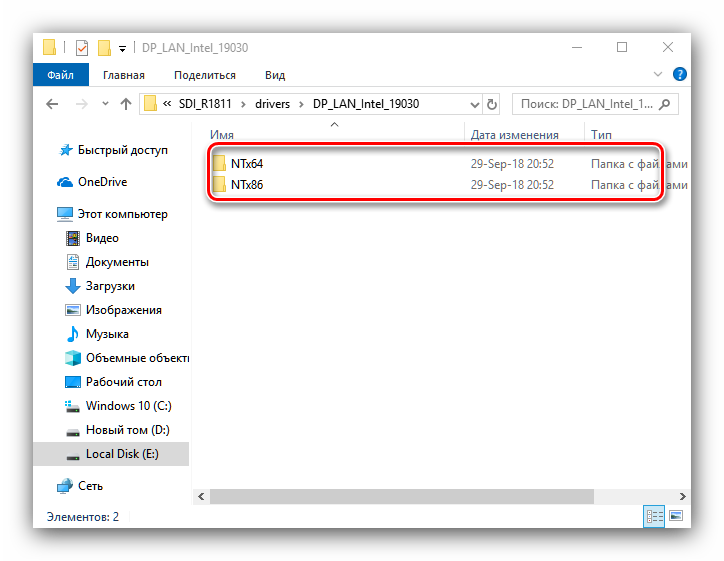 DP_LAN_Intel_19030
Файл Главная Поделиться Вид
« SDI_R1811 › drivers › DP_LAN_Intel_19030 Поиск: DP_LAN_Intel_1...
Имя Дата изменения Тип
NTx64 29-Sep-18 20:52 Папка с файлами
NTx86 29-Sep-18 20:52 Папка с файлами
Быстрый доступ
OneDrive
Этот компьютер
Видео
Документы
Загрузки
Изображения
Музыка
Объемные объект
Рабочий стол
Windows 10 (C:)
Новый том (D:)
Local Disk (E:)
Сеть
Элементов: 2